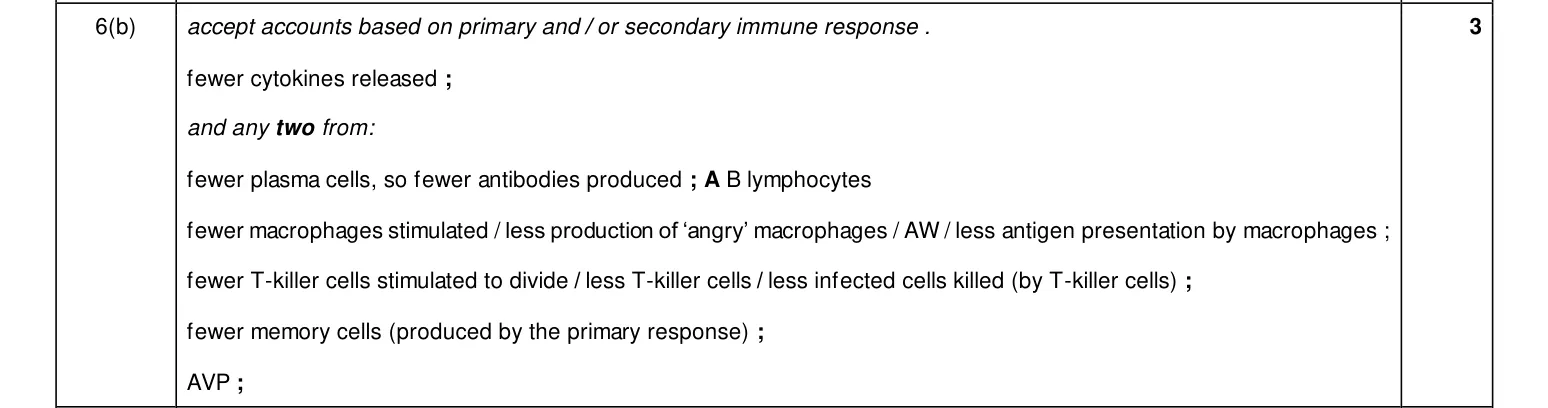 6(b) accept accounts based on primary and / or secondary immune response . 3
fewer cytokines released ;
and any two from:
fewer plasma cells, so fewer antibodies produced ; A B lymphocytes
fewer macrophages stimulated / less production of ‘angry’ macrophages / AW / less antigen presentation by macrophages ;
fewer T-killer cells stimulated to divide / less T-killer cells / less infected cells killed (by T-killer cells) ;
fewer memory cells (produced by the primary response) ;
AVP ;